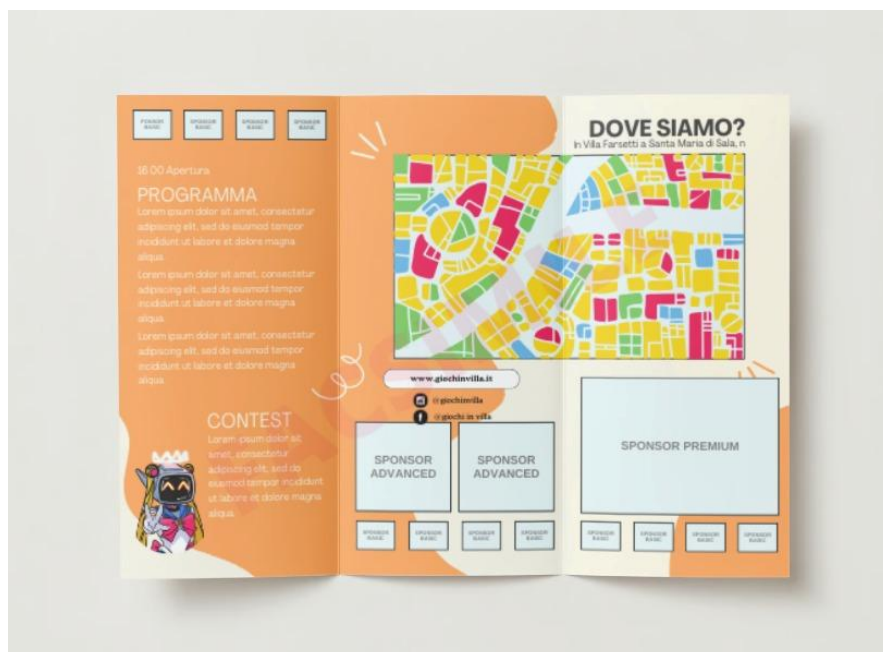 SPONSOR
BASIC
SPONSOR
BASIC
SPONSOR
BASIC
SPONSOR
BASIC
16.00 Apertura
PROGRAMMA
Lorem ipsum dolor sit amet, consectetur
adipiscing elit, sed do eiusmod tempor
incididunt ut labore et dolore magna
aliqua.
Lorem ipsum dolor sit amet, consectetur
adipiscing elit, sed do eiusmod tempor
incididunt ut labore et dolore magna
aliqua.
Lorem ipsum dolor sit amet, consectetur
adipiscing elit, sed do eiusmod tempor
incididunt ut labore et dolore magna
aliqua.
CONTEST
Lorem ipsum dolor sit
amet, consectetur
adipiscing elit, sed do
eiusmod tempor incididunt
ut labore et dolore magna
aliqua.
www.giochinvilla.it
@giochinvilla
@giochi in villa
SPONSOR
ADVANCED
SPONSOR
ADVANCED
SPONSOR
BASIC
SPONSOR
BASIC
SPONSOR
BASIC
SPONSOR
BASIC
DOVE SIAMO?
In Villa Farsetti a Santa Maria di Sala, n
SPONSOR PREMIUM
SPONSOR
BASIC
SPONSOR
BASIC
SPONSOR
BASIC
SPONSOR
BASIC